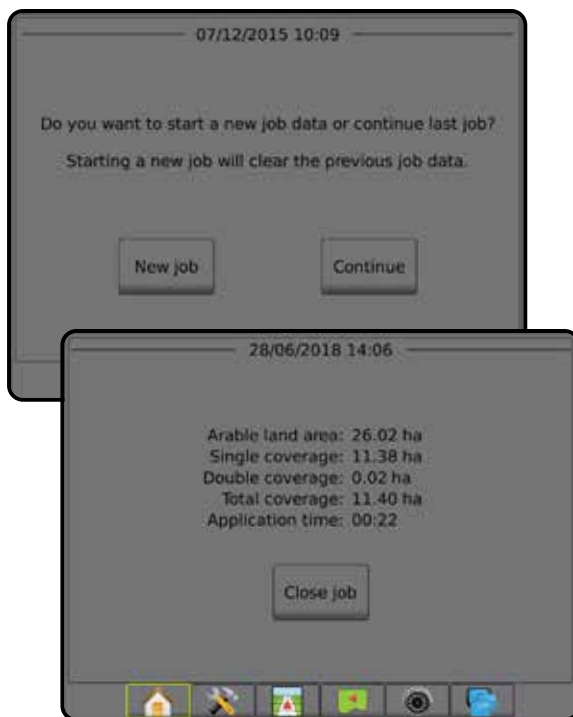 07/12/2015 10:09
Do you want to start a new job data or continue last job?
Starting a new job will clear the previous job data.
New job
Continue
28/06/2018 14:06
Arable land area: 26.02 ha
Single coverage: 11.38 ha
Double coverage: 0.02 ha
Total coverage: 11.40 ha
Application time: 00:22
Close job